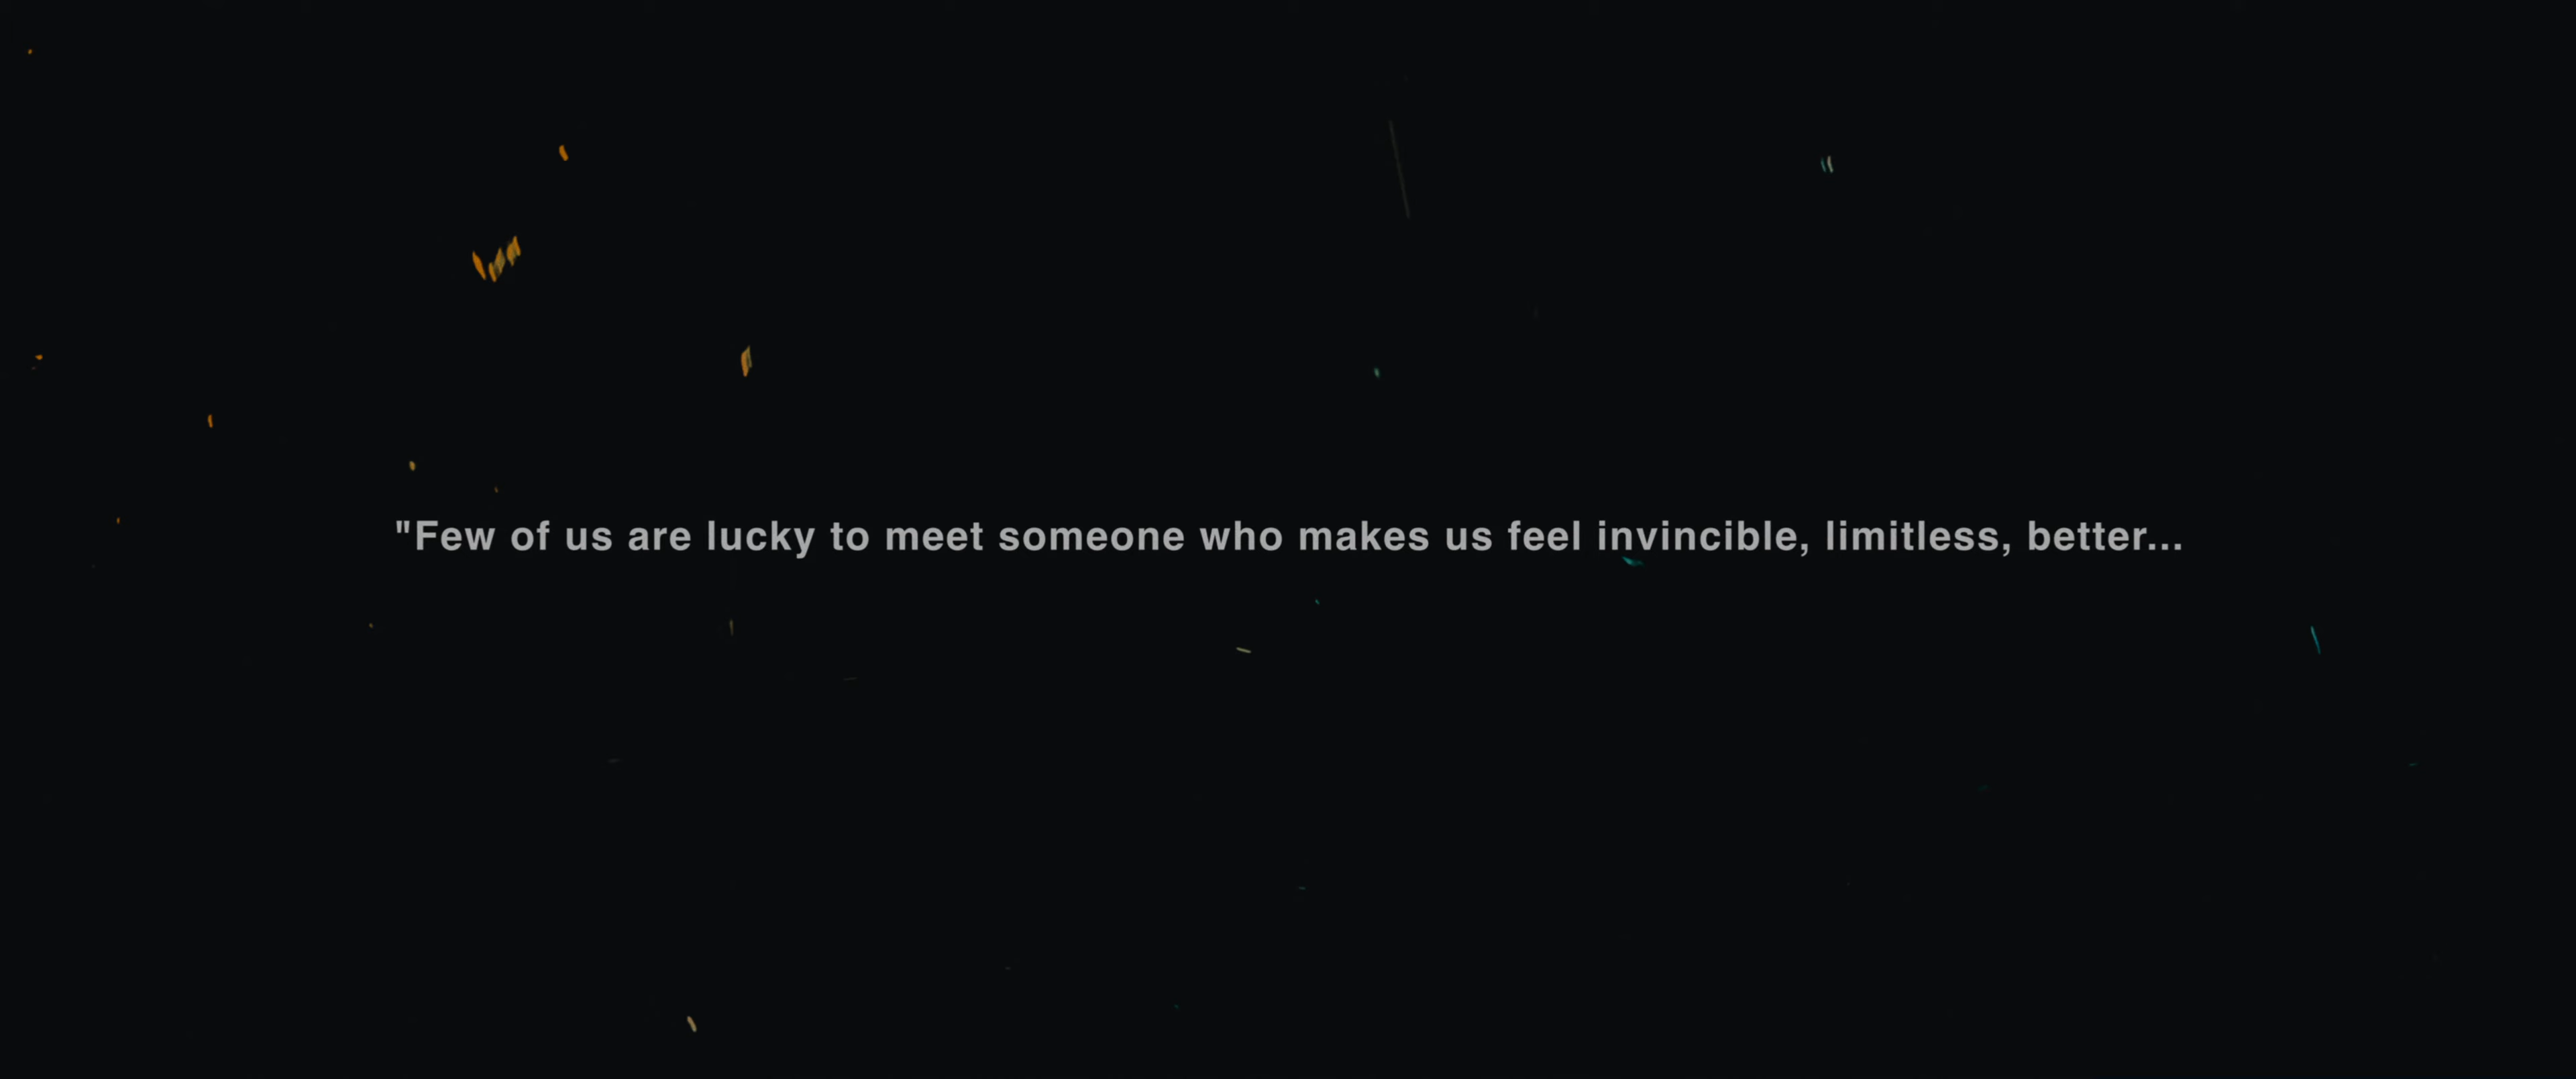 "Few of us are lucky to meet someone who makes us feel invincible, limitless, better...